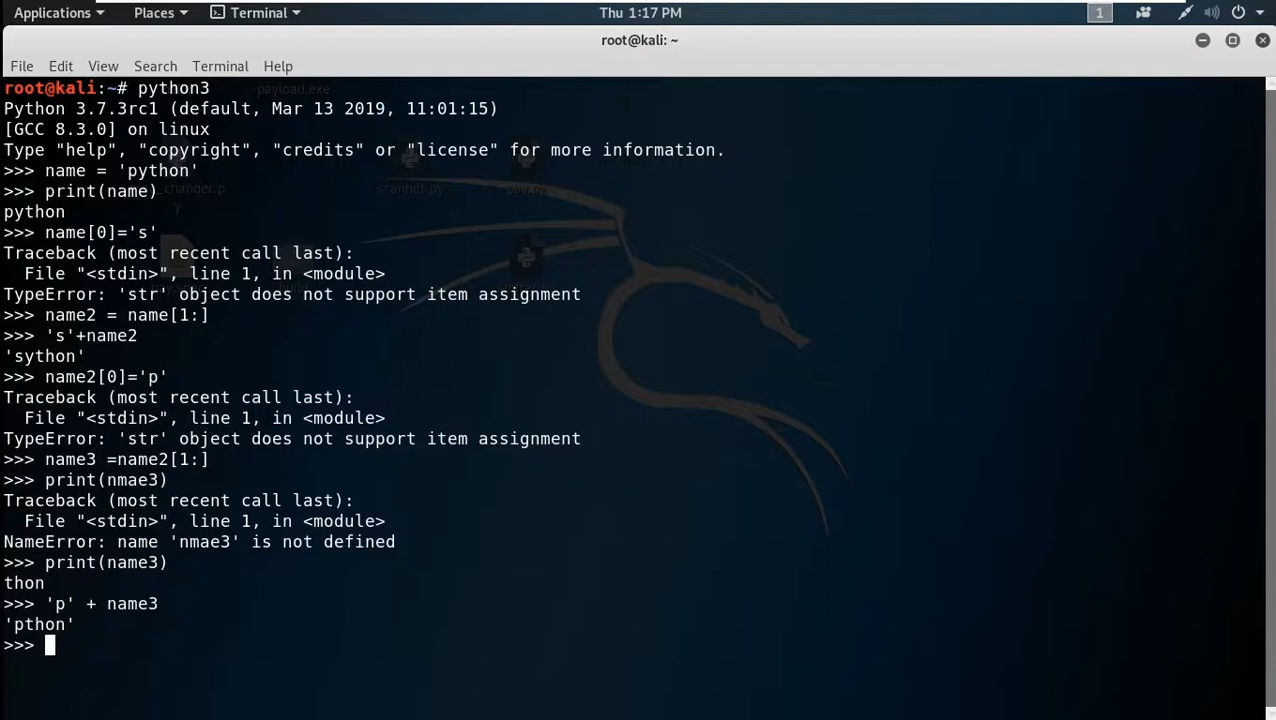 Applications Places Terminal Thu 1:17 PM 1
root@kali: ~
File Edit View Search Terminal Help
root@kali:~# python3
payload.exe
Python 3.7.3rc1 (default, Mar 13 2019, 11:01:15)
[GCC 8.3.0] on linux
Type "help", "copyright", "credits" or "license" for more information.
>>> name = 'python'
>>> print(name)
_changer.p
y
python
>>> name[0]='s'
Traceback (most recent call last):
  File "<stdin>", line 1, in <module>
TypeError: 'str' object does not support item assignment
>>> name2 = name[1:]
>>> 's'+name2
'sython'
>>> name2[0]='p'
Traceback (most recent call last):
  File "<stdin>", line 1, in <module>
TypeError: 'str' object does not support item assignment
>>> name3 =name2[1:]
>>> print(nmae3)
Traceback (most recent call last):
  File "<stdin>", line 1, in <module>
NameError: name 'nmae3' is not defined
>>> print(name3)
thon
>>> 'p' + name3
'pthon'
>>>